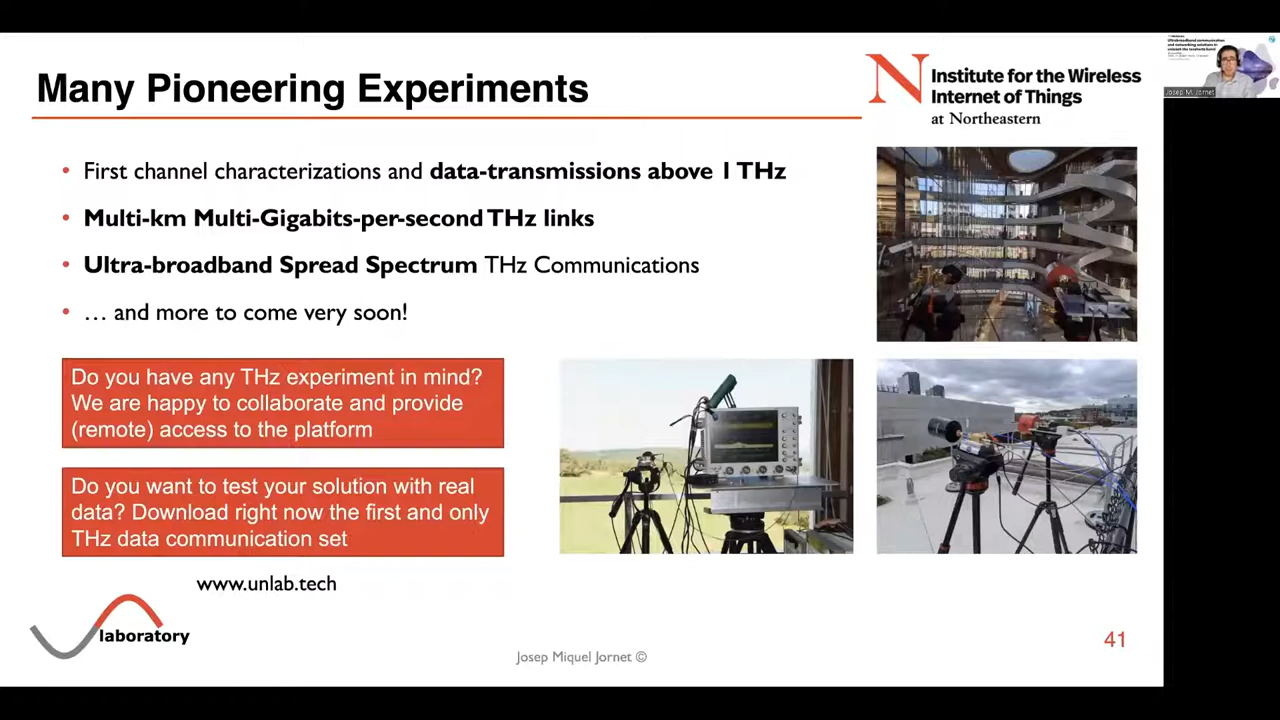 Many Pioneering Experiments
N
Institute for the Wireless
Internet of Things
at Northeastern
Josep M. Jornet
• First channel characterizations and data-transmissions above 1 THz
• Multi-km Multi-Gigabits-per-second THz links
• Ultra-broadband Spread Spectrum THz Communications
• … and more to come very soon!
Do you have any THz experiment in mind?
We are happy to collaborate and provide
(remote) access to the platform
Do you want to test your solution with real
data? Download right now the first and only
THz data communication set
www.unlab.tech
laboratory
Josep Miquel Jornet ©
41